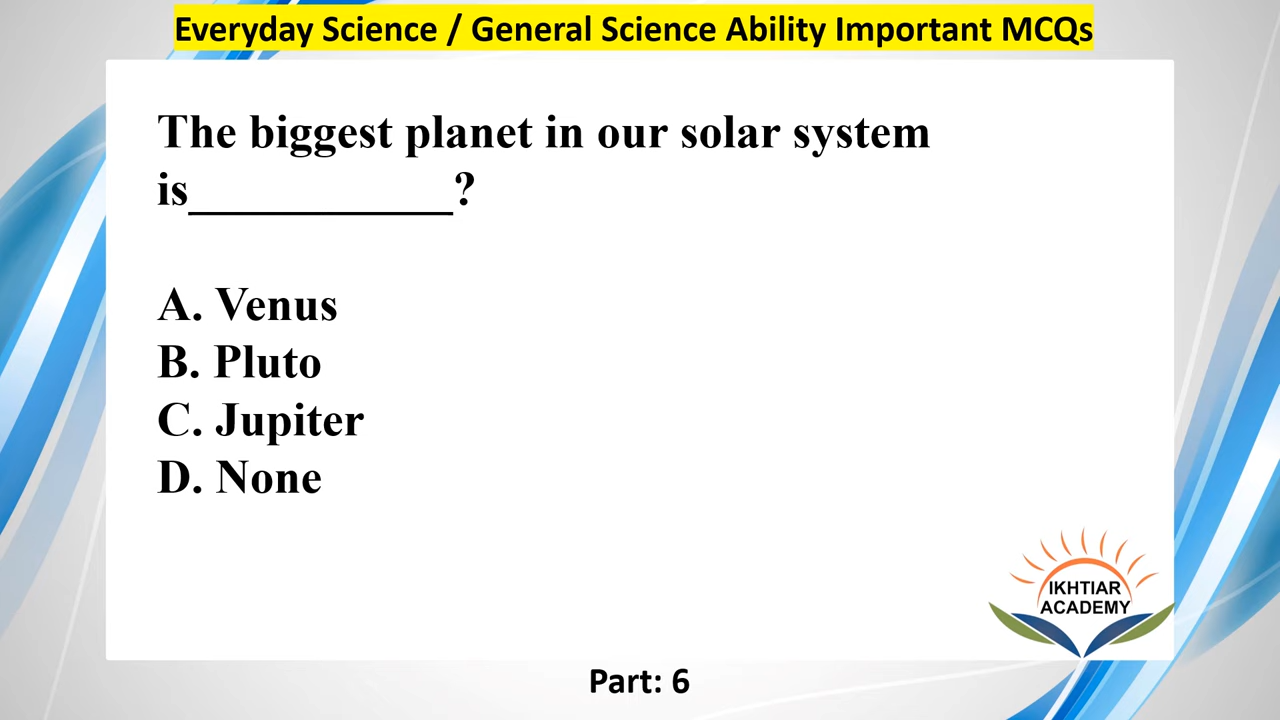 Everyday Science / General Science Ability Important MCQs
The biggest planet in our solar system
is___________?
A. Venus
B. Pluto
C. Jupiter
D. None
IKHTIAR
ACADEMY
Part: 6